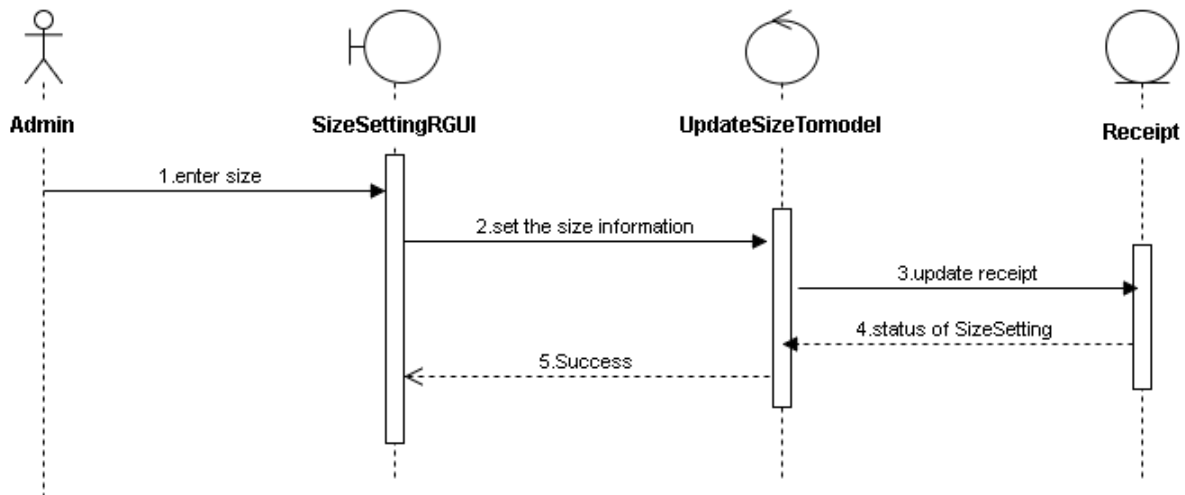 Admin
SizeSettingRGUI
UpdateSizeTomodel
Receipt
1.enter size
2.set the size information
3.update receipt
4.status of SizeSetting
5.Success